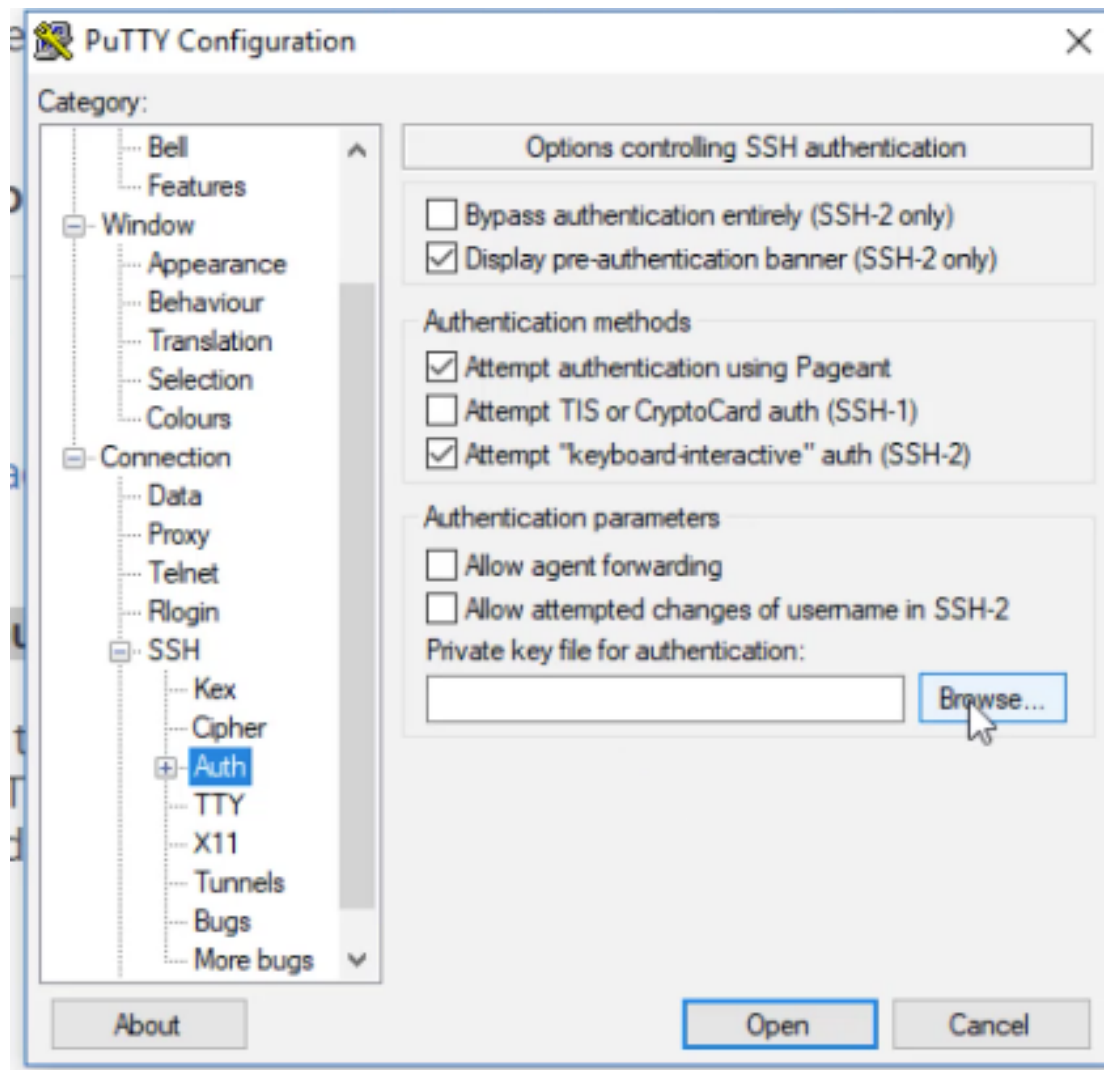 PuTTY Configuration
Category:
Bell
Features
Window
Appearance
Behaviour
Translation
Selection
Colours
Connection
Data
Proxy
Telnet
Rlogin
SSH
Kex
Cipher
Auth
TTY
X11
Tunnels
Bugs
More bugs
Options controlling SSH authentication
Bypass authentication entirely (SSH-2 only)
Display pre-authentication banner (SSH-2 only)
Authentication methods
Attempt authentication using Pageant
Attempt TIS or CryptoCard auth (SSH-1)
Attempt "keyboard-interactive" auth (SSH-2)
Authentication parameters
Allow agent forwarding
Allow attempted changes of username in SSH-2
Private key file for authentication:
Browse...
About
Open
Cancel